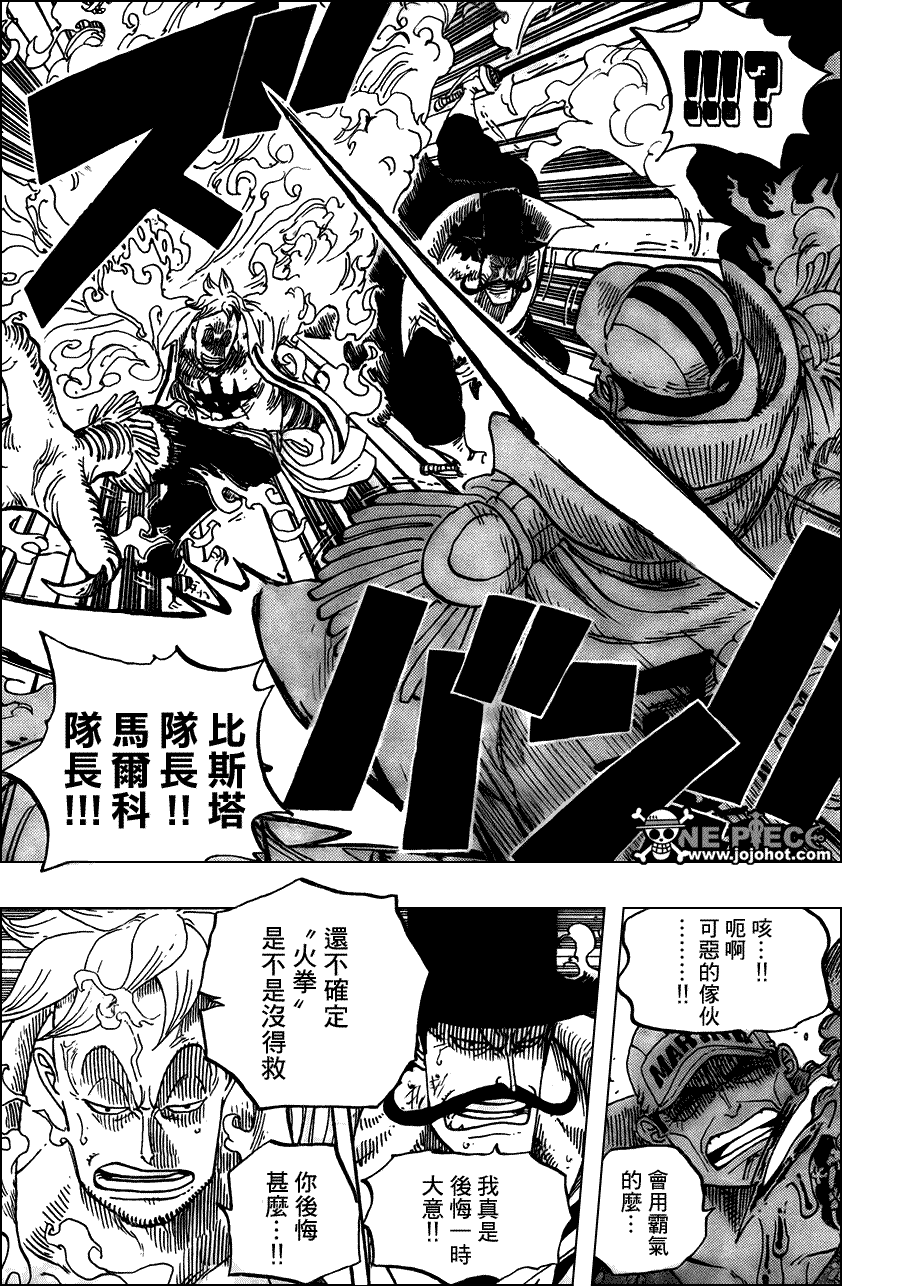 !!!?
ズバン!!
比斯塔
隊長!!
馬爾科
隊長!!!
ONE PIECE
www.jojohot.com
咳…!!
呃啊
可惡的傢伙
………!!
MARINE
會用霸氣
的麼…
我真是
後悔一時
大意!!
還不確定
〝火拳〞
是不是沒得救
你後悔
甚麼…!!